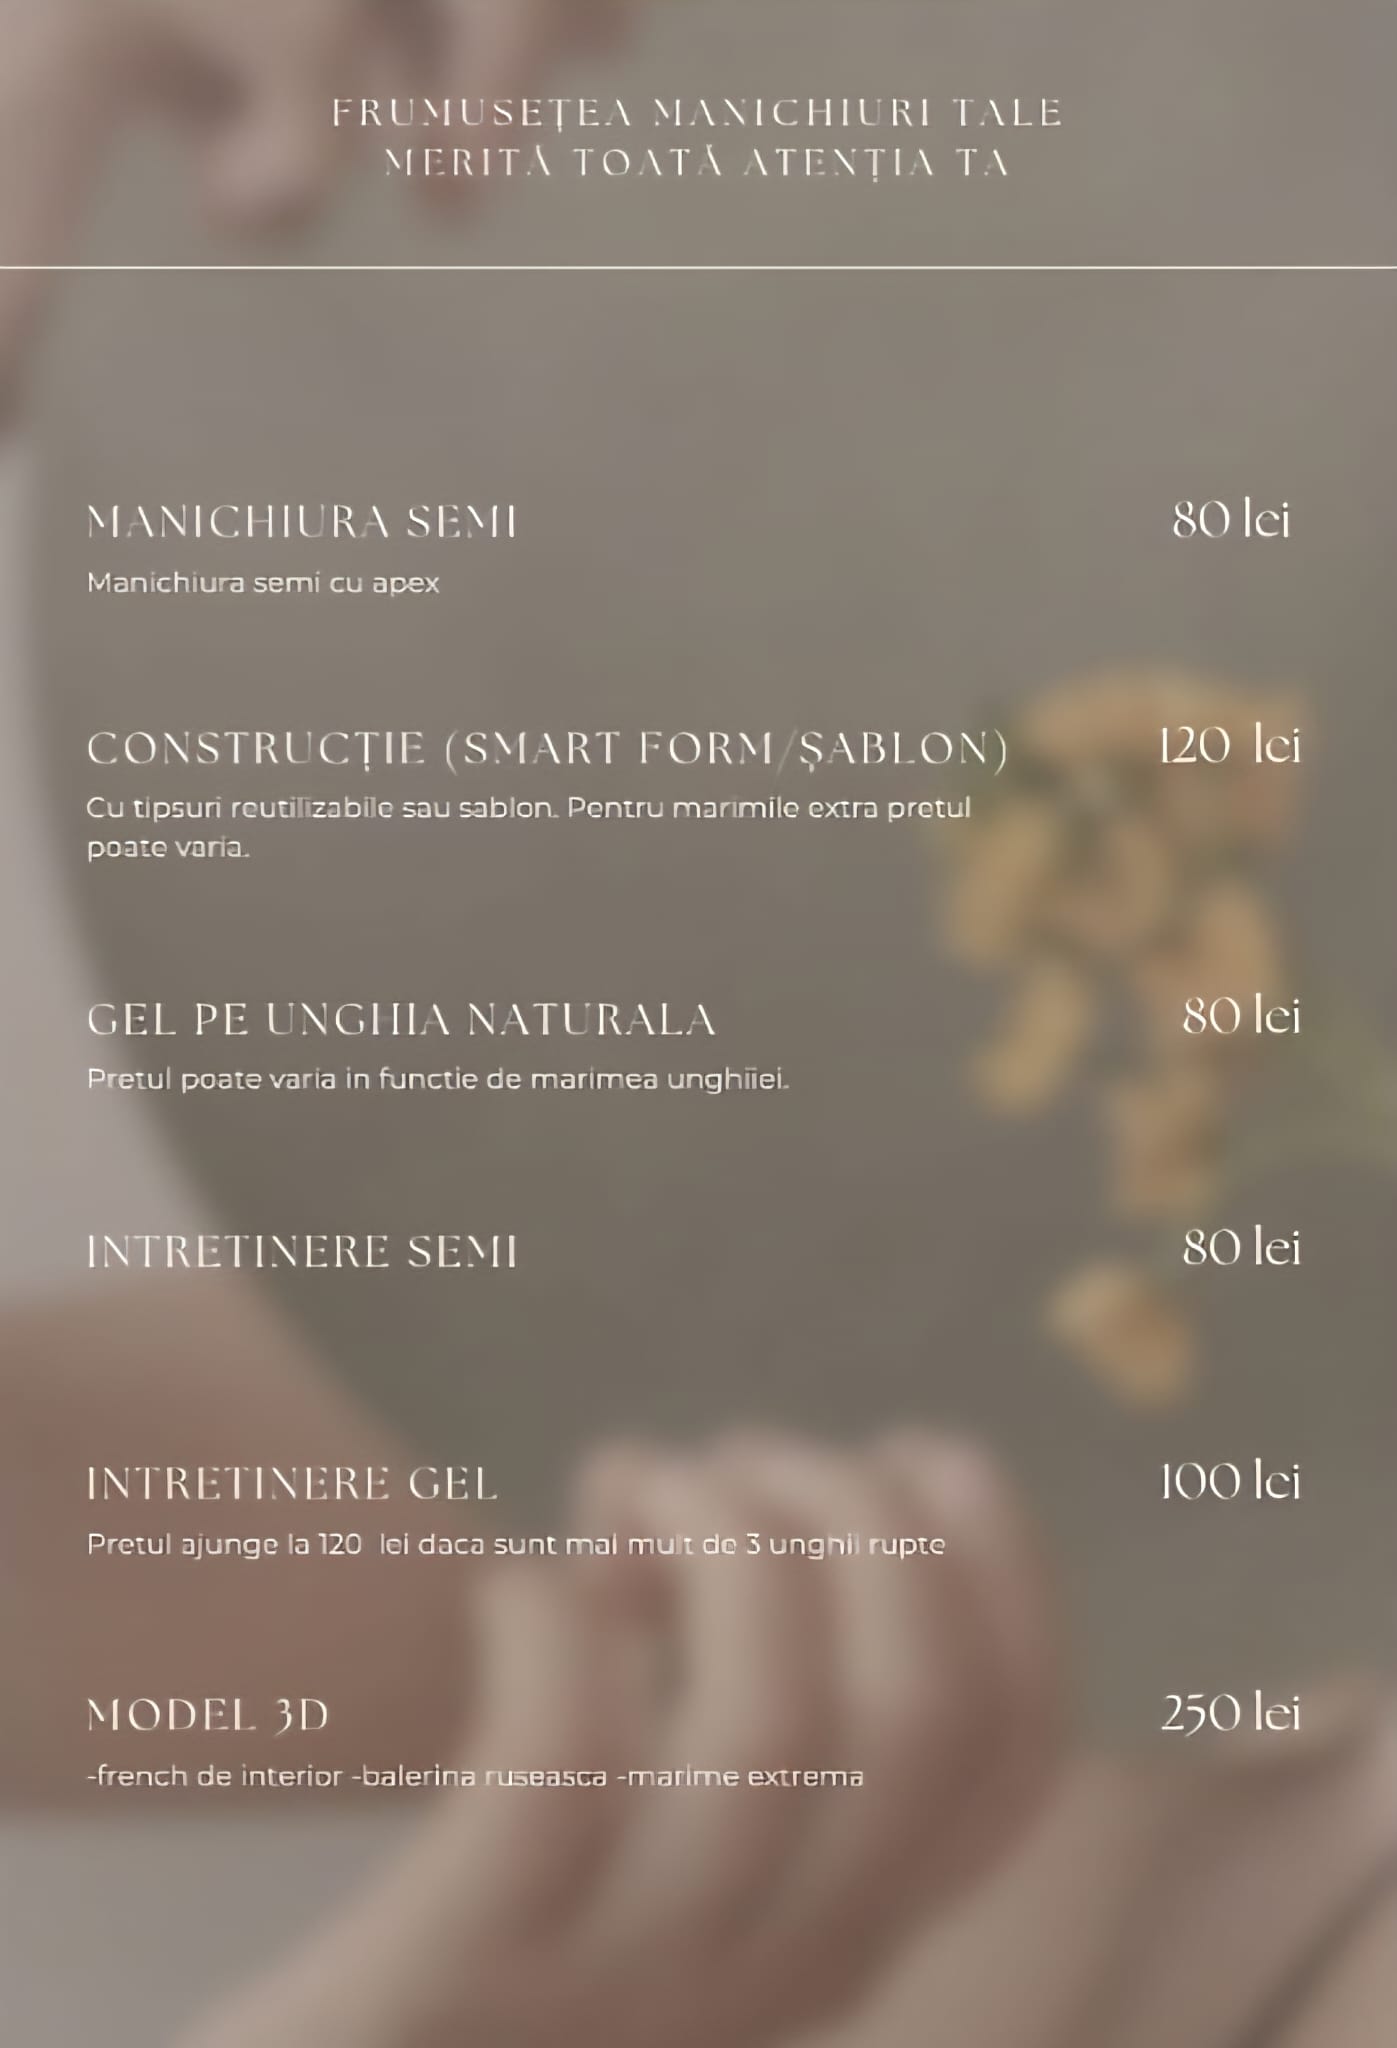 FRUMUSEȚEA MANICHIURI TALE
MERITĂ TOATĂ ATENȚIA TA
MANICHIURA SEMI 80 lei
Manichiura semi cu apex
CONSTRUCȚIE (SMART FORM/ȘABLON) 120 lei
Cu tipsuri reutilizabile sau sablon. Pentru marimile extra pretul
poate varia.
GEL PE UNGHIA NATURALA 80 lei
Pretul poate varia in functie de marimea unghiiei.
INTRETINERE SEMI 80 lei
INTRETINERE GEL 100 lei
Pretul ajunge la 120 lei daca sunt mai mult de 3 unghii rupte
MODEL 3D 250 lei
-french de interior -balerina ruseasca -marime extrema